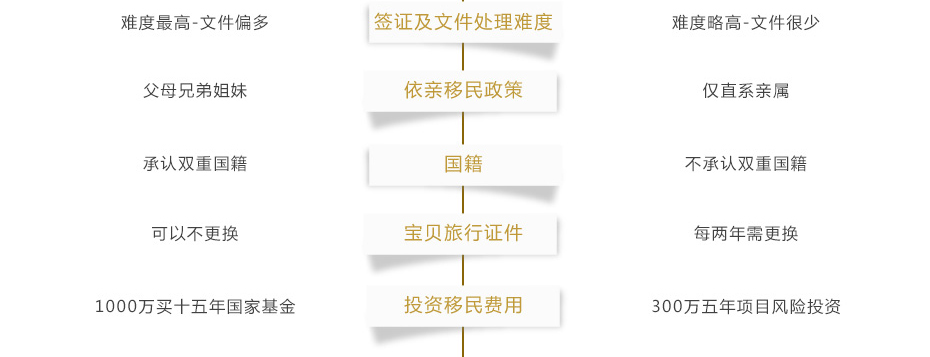 难度最高-文件偏多 签证及文件处理难度 难度略高-文件很少
父母兄弟姐妹 依亲移民政策 仅直系亲属
承认双重国籍 国籍 不承认双重国籍
可以不更换 宝贝旅行证件 每两年需更换
1000万买十五年国家基金 投资移民费用 300万五年项目风险投资